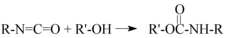 O
R-N=C=O + R'-OH → R'-OC-NH-R